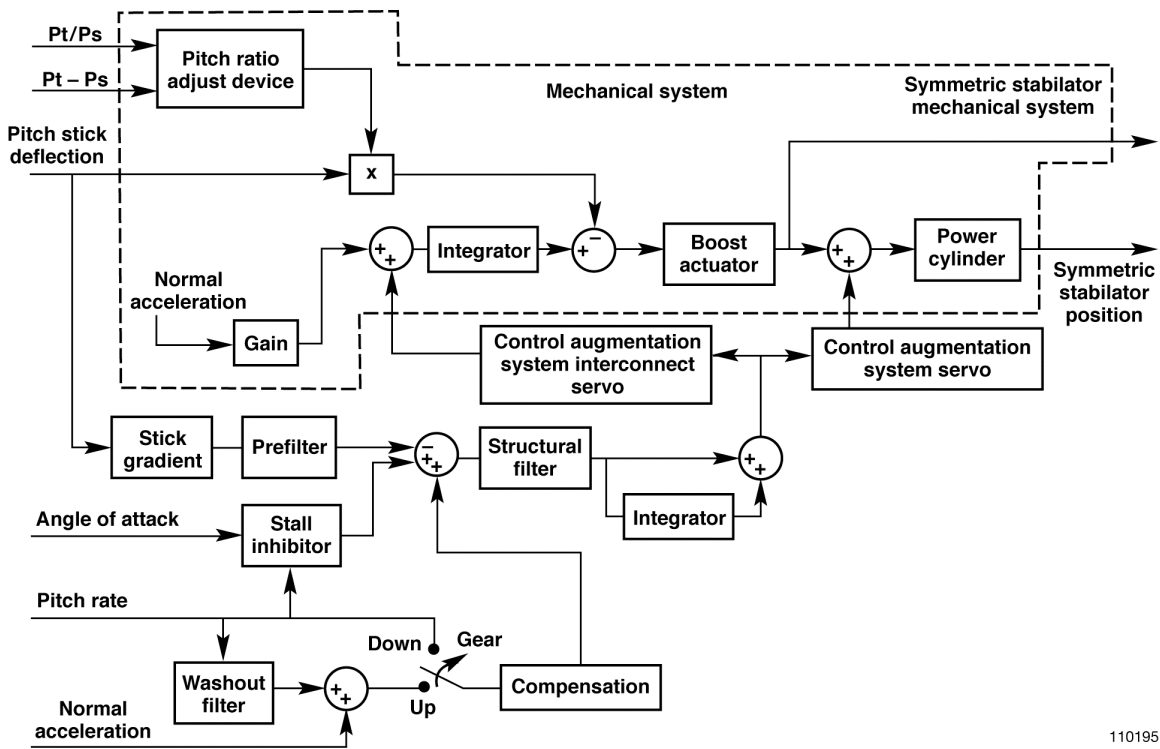 Pt/Ps
Pt – Ps
Pitch ratio
adjust device
Mechanical system
Symmetric stabilator
mechanical system
Pitch stick
deflection
x
+
+
Integrator
–
+
Boost
actuator
+
+
Power
cylinder
Symmetric
stabilator
position
Normal
acceleration
Gain
Control augmentation
system interconnect
servo
Control augmentation
system servo
Stick
gradient
Prefilter
–
+
+
Structural
filter
+
+
Integrator
Angle of attack
Stall
inhibitor
Pitch rate
Down
Gear
Washout
filter
+
+
Up
Compensation
Normal
acceleration
110195